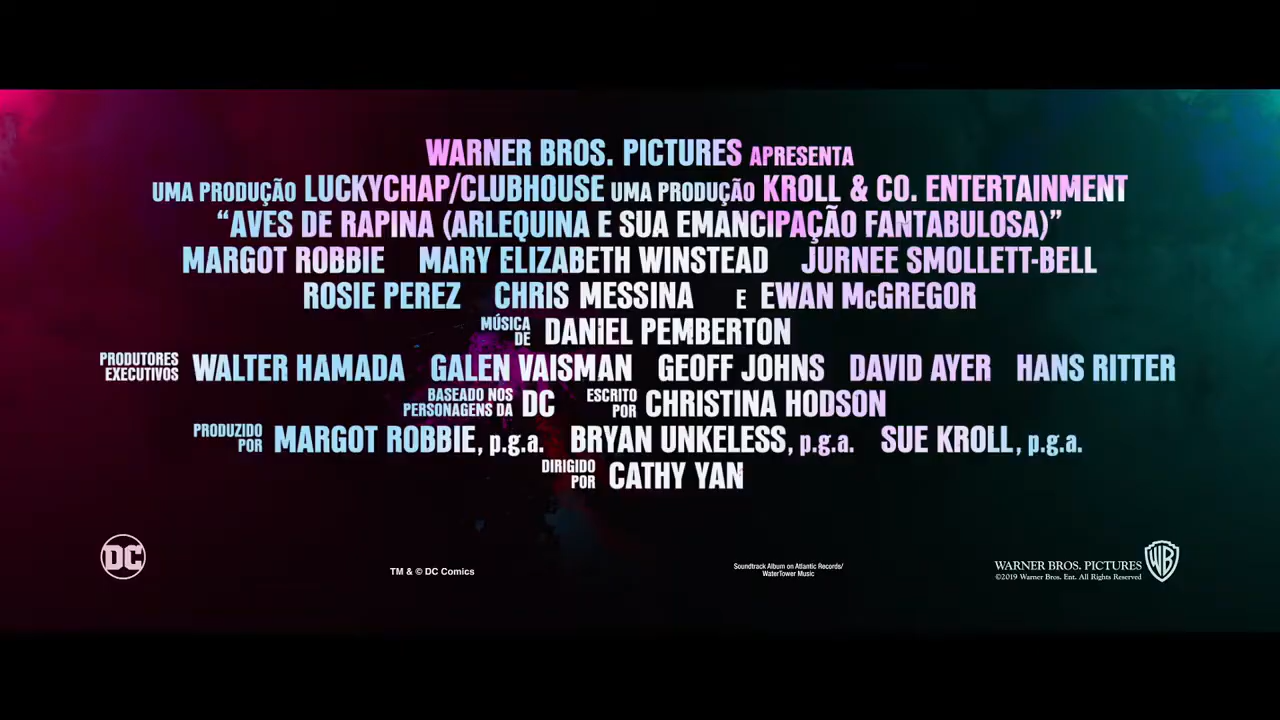 WARNER BROS. PICTURES APRESENTA
UMA PRODUÇÃO LUCKYCHAP/CLUBHOUSE UMA PRODUÇÃO KROLL & CO. ENTERTAINMENT
“AVES DE RAPINA (ARLEQUINA E SUA EMANCIPAÇÃO FANTABULOSA)”
MARGOT ROBBIE MARY ELIZABETH WINSTEAD JURNEE SMOLLETT-BELL
ROSIE PEREZ CHRIS MESSINA E EWAN McGREGOR
MÚSICA DE DANIEL PEMBERTON
PRODUTORES EXECUTIVOS WALTER HAMADA GALEN VAISMAN GEOFF JOHNS DAVID AYER HANS RITTER
BASEADO NOS PERSONAGENS DA DC ESCRITO POR CHRISTINA HODSON
PRODUZIDO POR MARGOT ROBBIE, p.g.a. BRYAN UNKELESS, p.g.a. SUE KROLL, p.g.a.
DIRIGIDO POR CATHY YAN
DC
TM & © DC Comics
Soundtrack Album on Atlantic Records/
WaterTower Music
WARNER BROS. PICTURES
©2019 Warner Bros. Ent. All Rights Reserved
WB